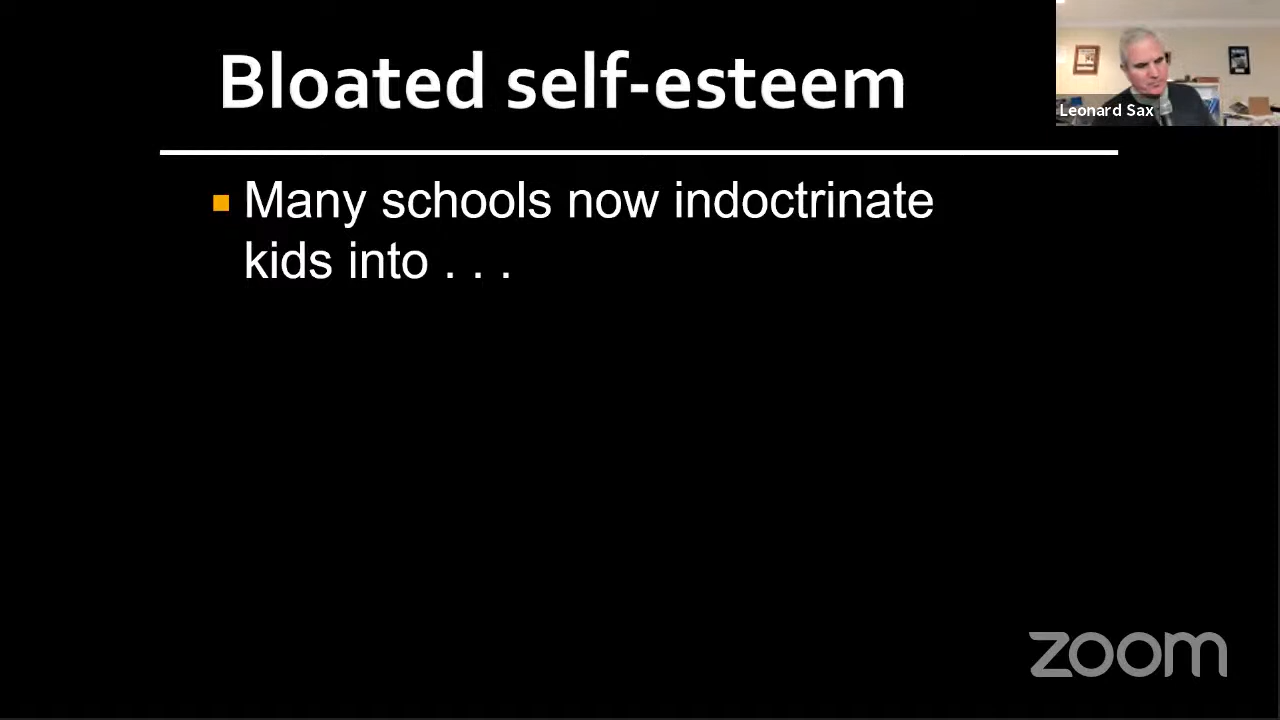 Bloated self-esteem
Leonard Sax
Many schools now indoctrinate
kids into . . .
zoom